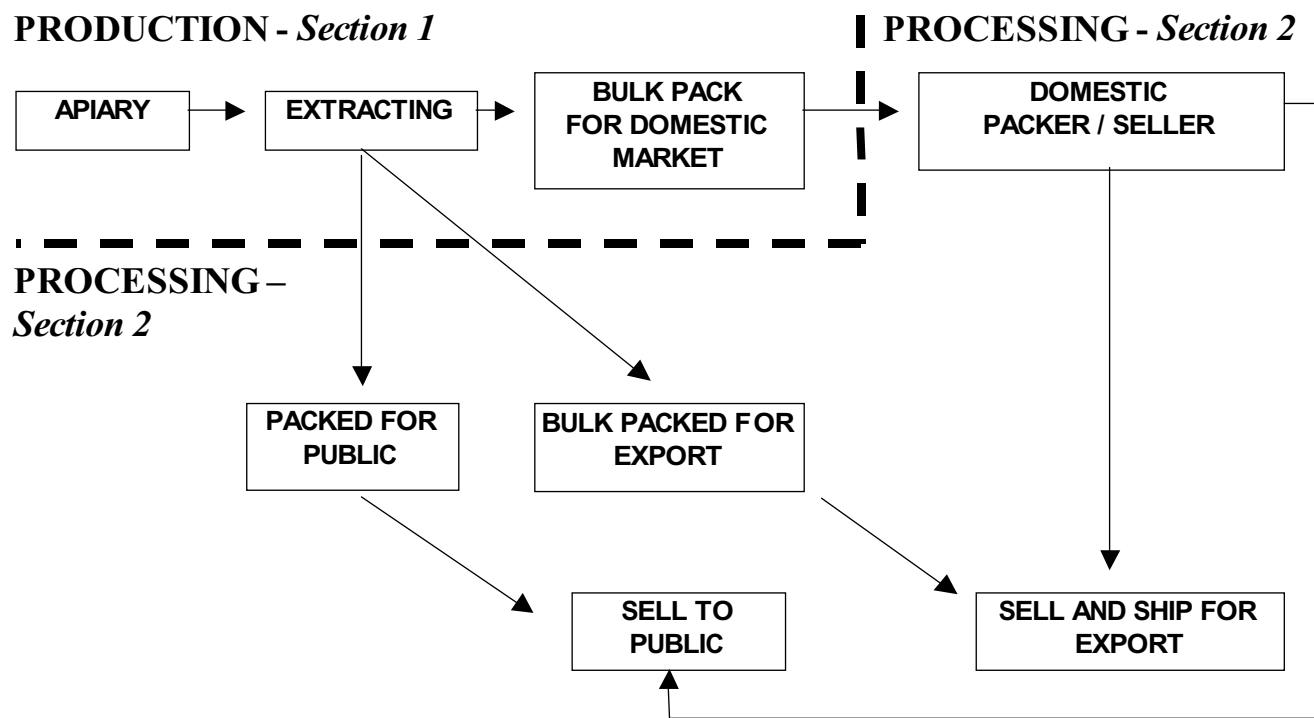 PRODUCTION - Section 1
PROCESSING - Section 2
APIARY
EXTRACTING
BULK PACK
FOR DOMESTIC
MARKET
DOMESTIC
PACKER / SELLER
PROCESSING –
Section 2
PACKED FOR
PUBLIC
BULK PACKED FOR
EXPORT
SELL TO
PUBLIC
SELL AND SHIP FOR
EXPORT